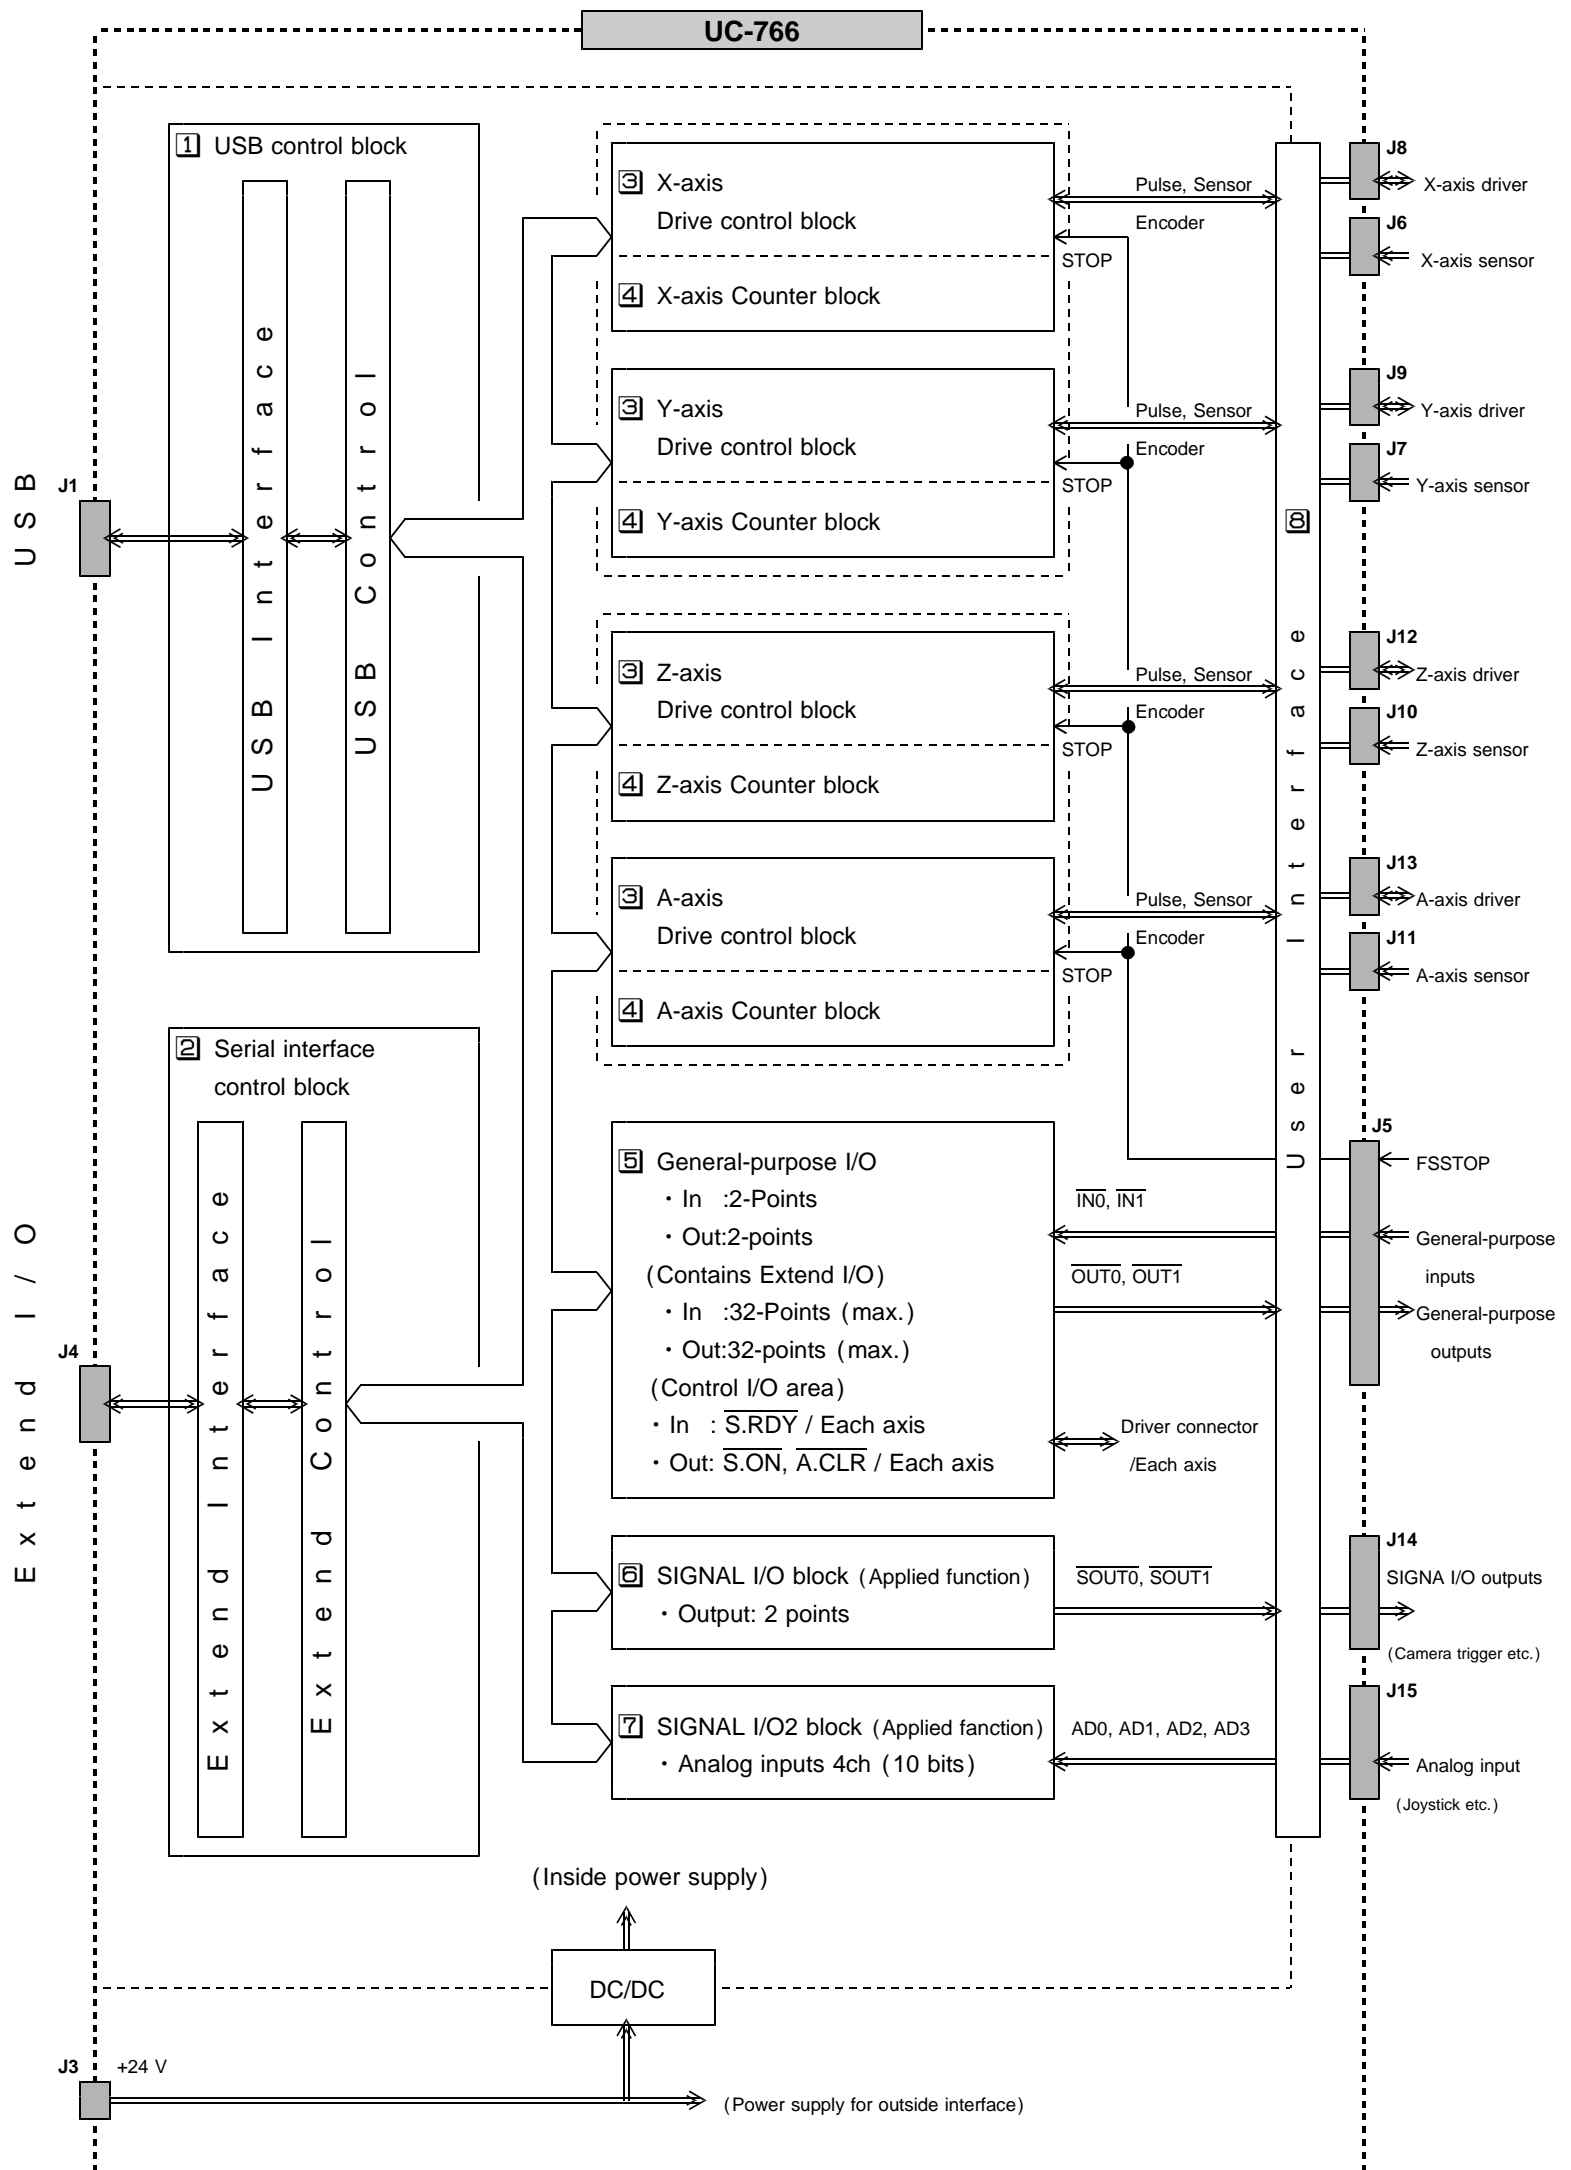 UC-766
1 USB control block
USB Interface
USB Control
USB
J1
3 X-axis
Drive control block
4 X-axis Counter block
Pulse, Sensor
Encoder
STOP
J8
X-axis driver
J6
X-axis sensor
3 Y-axis
Drive control block
4 Y-axis Counter block
Pulse, Sensor
Encoder
STOP
J9
Y-axis driver
J7
Y-axis sensor
3 Z-axis
Drive control block
4 Z-axis Counter block
Pulse, Sensor
Encoder
STOP
J12
Z-axis driver
J10
Z-axis sensor
3 A-axis
Drive control block
4 A-axis Counter block
Pulse, Sensor
Encoder
STOP
J13
A-axis driver
J11
A-axis sensor
User Interface 8
2 Serial interface
control block
Extend Interface
Extend Control
Extend I/O
J4
5 General-purpose I/O
・In :2-Points
・Out:2-points
(Contains Extend I/O)
・In :32-Points (max.)
・Out:32-points (max.)
(Control I/O area)
・In : S.RDY / Each axis
・Out: S.ON, A.CLR / Each axis
IN0, IN1
OUT0, OUT1
Driver connector
/Each axis
J5
FSSTOP
General-purpose
inputs
General-purpose
outputs
6 SIGNAL I/O block (Applied function)
・Output: 2 points
SOUT0, SOUT1
J14
SIGNA I/O outputs
(Camera trigger etc.)
7 SIGNAL I/O2 block (Applied fanction)
・Analog inputs 4ch (10 bits)
AD0, AD1, AD2, AD3
J15
Analog input
(Joystick etc.)
(Inside power supply)
DC/DC
J3
+24 V
(Power supply for outside interface)